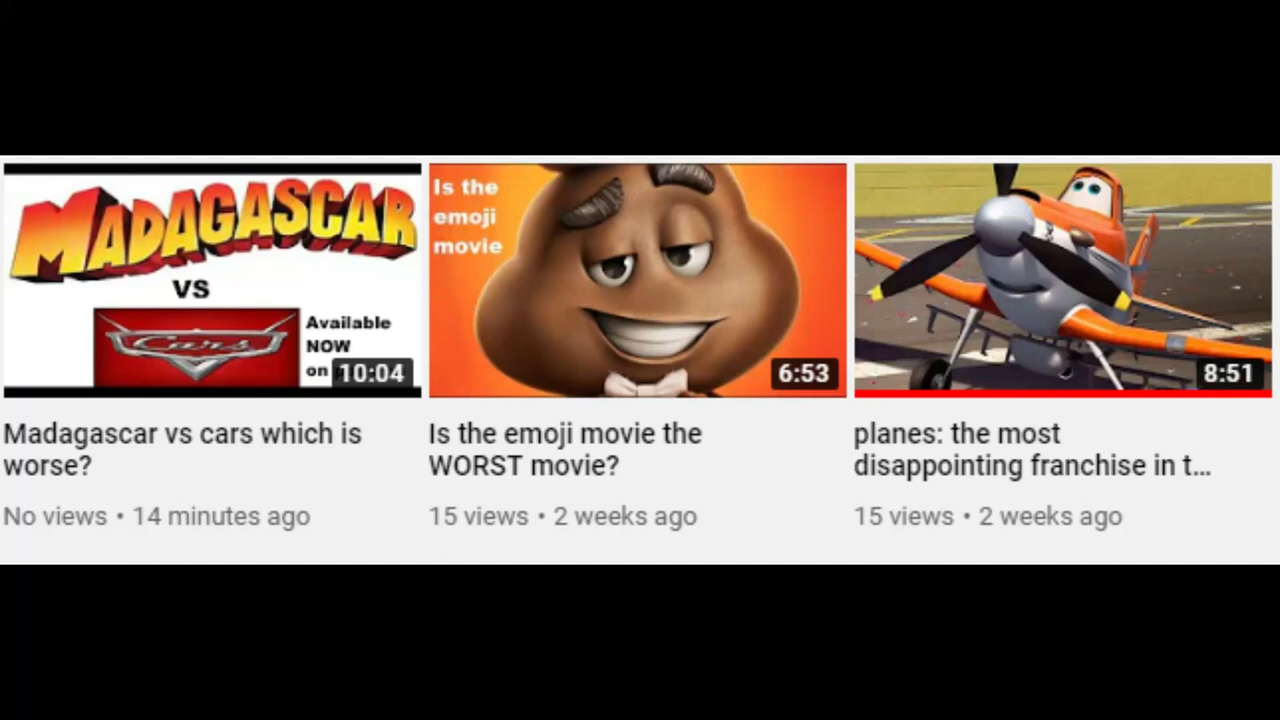 MADAGASCAR
VS
Cars
Available
NOW
on
10:04
Madagascar vs cars which is
worse?
No views • 14 minutes ago
Is the
emoji
movie
6:53
Is the emoji movie the
WORST movie?
15 views • 2 weeks ago
8:51
planes: the most
disappointing franchise in t...
15 views • 2 weeks ago